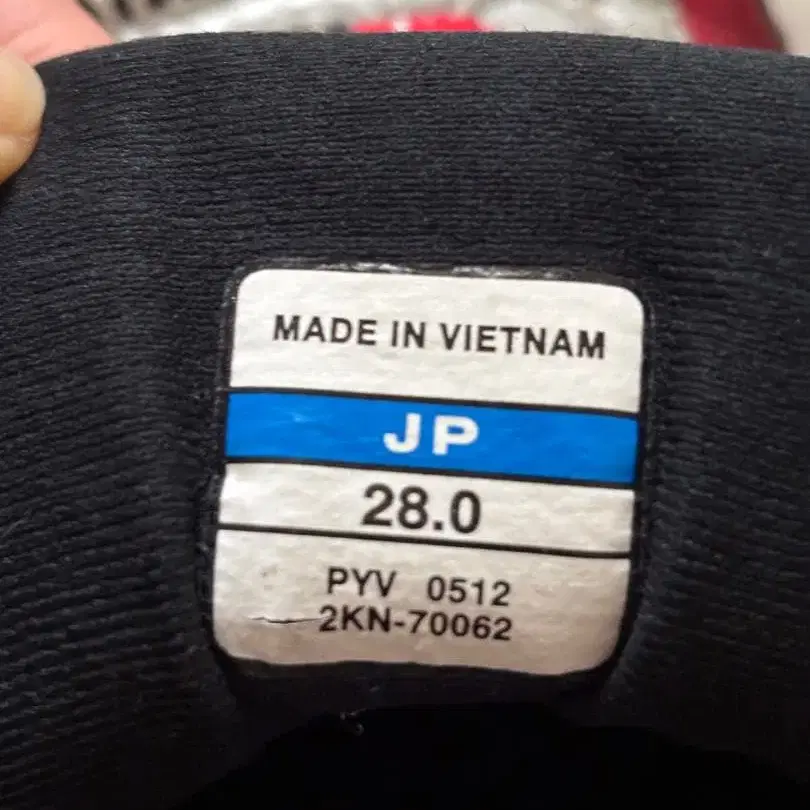 MADE IN VIETNAM
JP
28.0
PYV 0512
2KN-70062